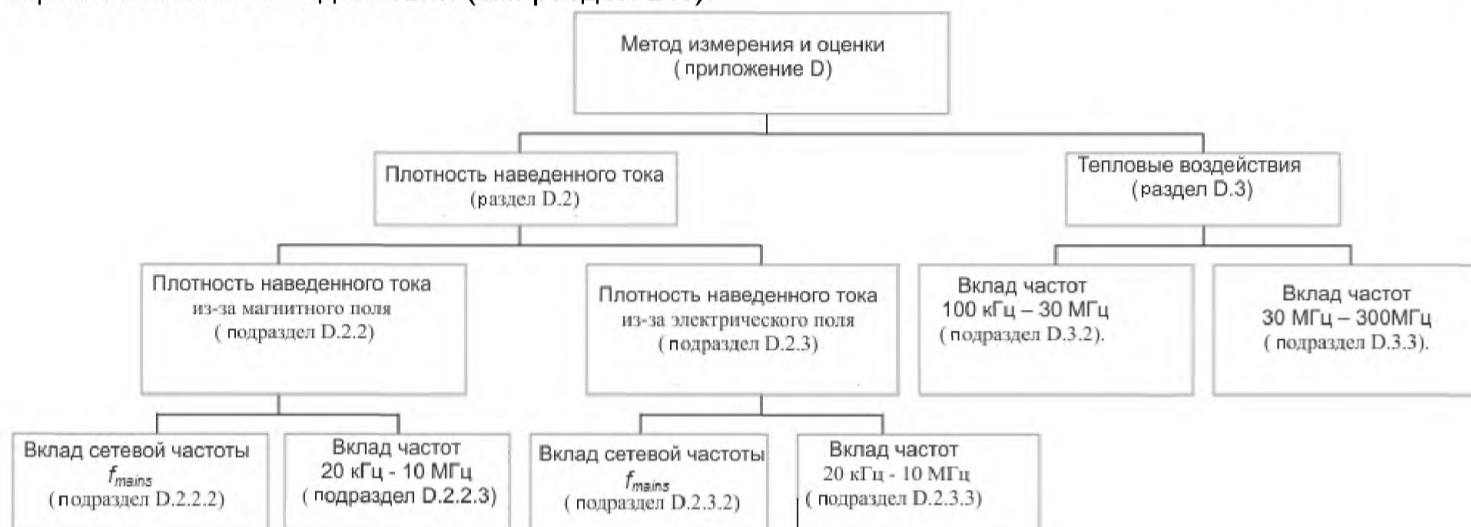 Метод измерения и оценки
( приложение D)
Плотность наведенного тока
(раздел D.2)
Тепловые воздействия
(раздел D.3)
Плотность наведенного тока
из-за магнитного поля
( подраздел D.2.2)
Плотность наведенного тока
из-за электрического поля
( подраздел D.2.3)
Вклад частот
100 кГц – 30 МГц
( подраздел D.3.2).
Вклад частот
30 МГц – 300МГц
( подраздел D.3.3).
Вклад сетевой частоты
fmains
( подраздел D.2.2.2)
Вклад частот
20 кГц - 10 МГц
( подраздел D.2.2.3)
Вклад сетевой частоты
fmains
( подраздел D.2.3.2)
Вклад частот
20 кГц - 10 МГц
( подраздел D.2.3.3)